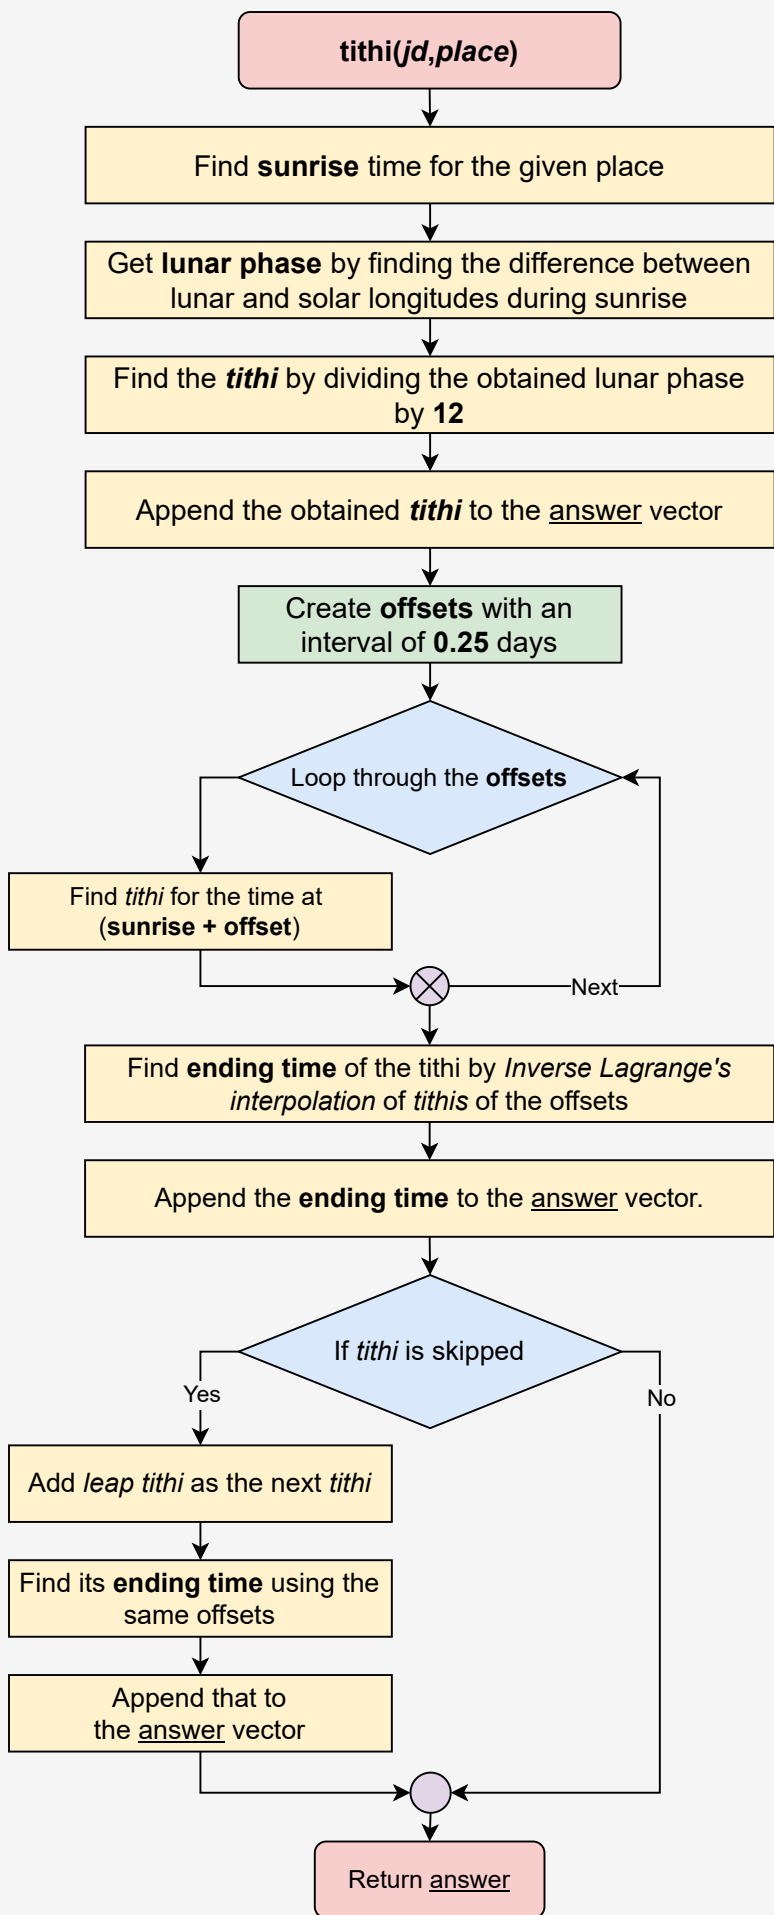 tithi(jd,place)
Find sunrise time for the given place
Get lunar phase by finding the difference between
lunar and solar longitudes during sunrise
Find the tithi by dividing the obtained lunar phase
by 12
Append the obtained tithi to the answer vector
Create offsets with an
interval of 0.25 days
Loop through the offsets
Find tithi for the time at
(sunrise + offset)
Next
Find ending time of the tithi by Inverse Lagrange's
interpolation of tithis of the offsets
Append the ending time to the answer vector.
If tithi is skipped
Yes
No
Add leap tithi as the next tithi
Find its ending time using the
same offsets
Append that to
the answer vector
Return answer